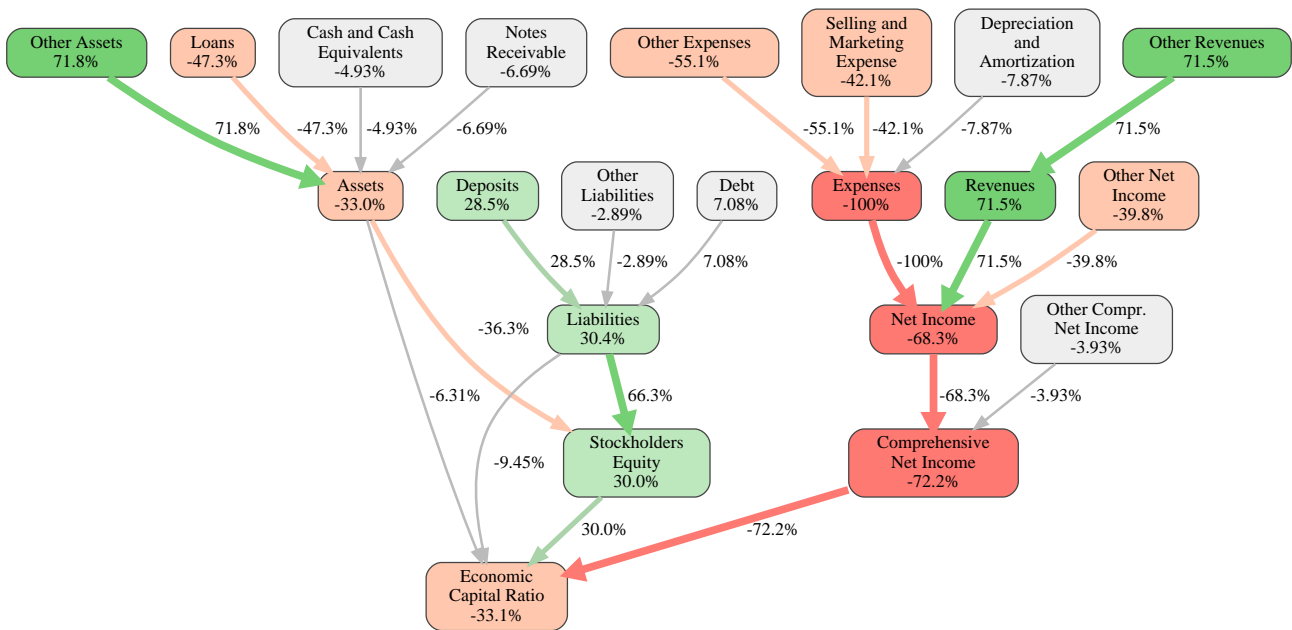 Other Assets
71.8%
Loans
-47.3%
Cash and Cash
Equivalents
-4.93%
Notes
Receivable
-6.69%
Other Expenses
-55.1%
Selling and
Marketing
Expense
-42.1%
Depreciation
and
Amortization
-7.87%
Other Revenues
71.5%
71.8%
-47.3%
-4.93%
-6.69%
-55.1%
-42.1%
-7.87%
71.5%
Assets
-33.0%
Deposits
28.5%
Other
Liabilities
-2.89%
Debt
7.08%
Expenses
-100%
Revenues
71.5%
Other Net
Income
-39.8%
28.5%
-2.89%
7.08%
-100%
71.5%
-39.8%
-36.3%
Liabilities
30.4%
Net Income
-68.3%
Other Compr.
Net Income
-3.93%
-6.31%
66.3%
-68.3%
-3.93%
-9.45%
Stockholders
Equity
30.0%
Comprehensive
Net Income
-72.2%
30.0%
-72.2%
Economic
Capital Ratio
-33.1%